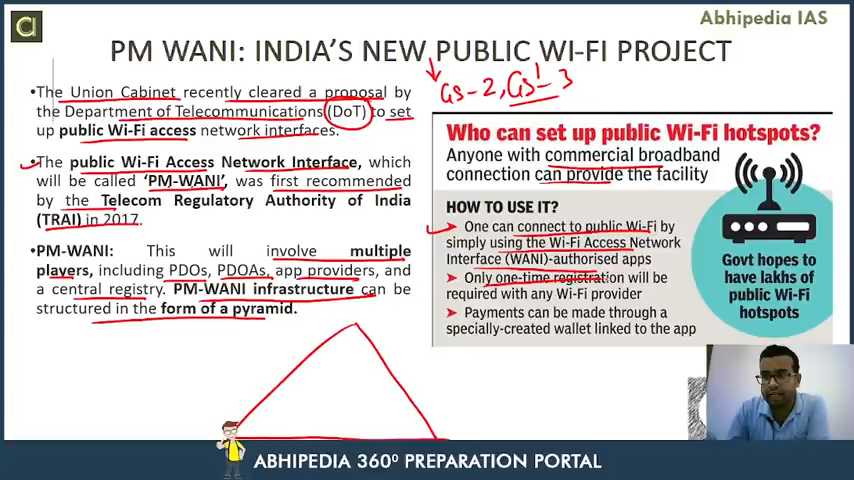 Abhipedia IAS
a
PM WANI: INDIA'S NEW PUBLIC WI-FI PROJECT
GS-2, GS-3
•The Union Cabinet recently cleared a proposal by
the Department of Telecommunications (DoT) to set
up public Wi-Fi access network interfaces.
•The public Wi-Fi Access Network Interface, which
will be called 'PM-WANI', was first recommended
by the Telecom Regulatory Authority of India
(TRAI) in 2017.
•PM-WANI: This will involve multiple
players, including PDOs, PDOAs, app providers, and
a central registry. PM-WANI infrastructure can be
structured in the form of a pyramid.
Who can set up public Wi-Fi hotspots?
Anyone with commercial broadband
connection can provide the facility
HOW TO USE IT?
One can connect to public Wi-Fi by
simply using the Wi-Fi Access Network
Interface (WANI)-authorised apps
Only one-time registration will be
required with any Wi-Fi provider
Payments can be made through a
specially-created wallet linked to the app
Govt hopes to
have lakhs of
public Wi-Fi
hotspots
ABHIPEDIA 360⁰ PREPARATION PORTAL